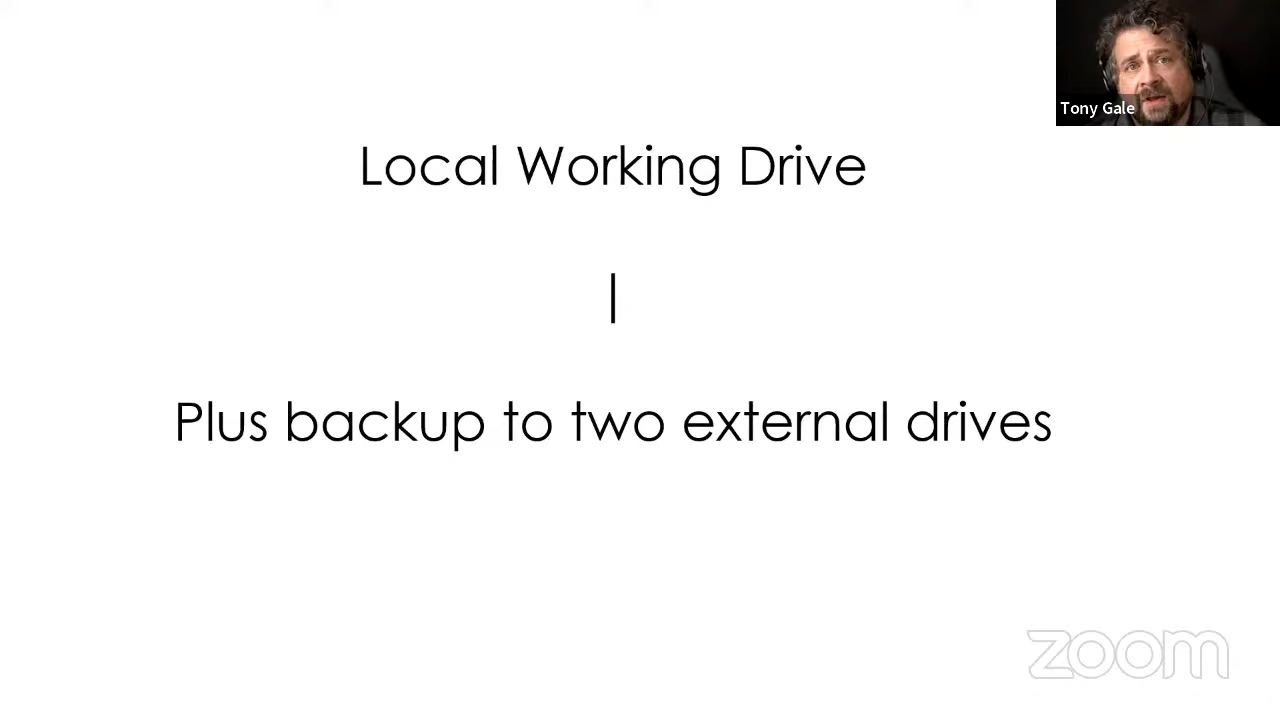 Tony Gale
Local Working Drive
|
Plus backup to two external drives
zoom